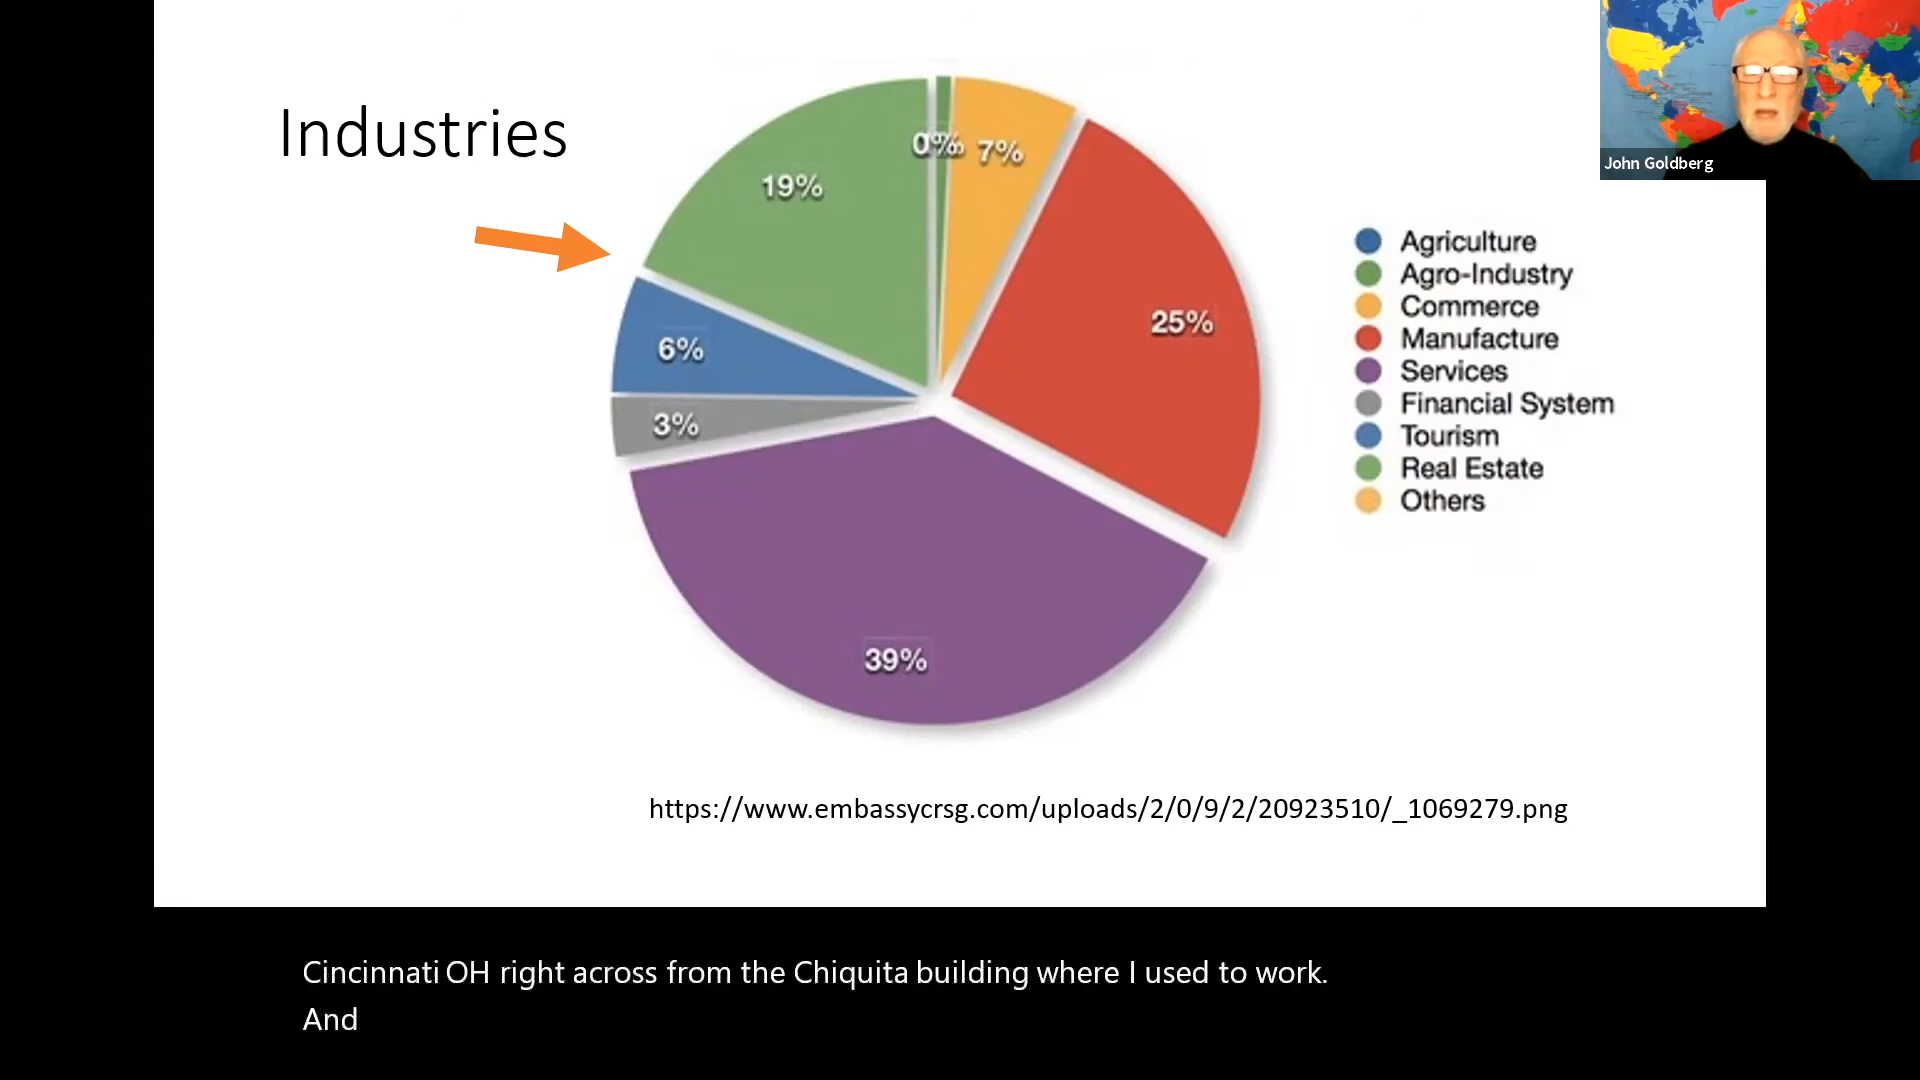 Industries
0%
7%
19%
25%
6%
3%
39%
Agriculture
Agro-Industry
Commerce
Manufacture
Services
Financial System
Tourism
Real Estate
Others
https://www.embassycrsg.com/uploads/2/0/9/2/20923510/_1069279.png
John Goldberg
Cincinnati OH right across from the Chiquita building where I used to work.
And